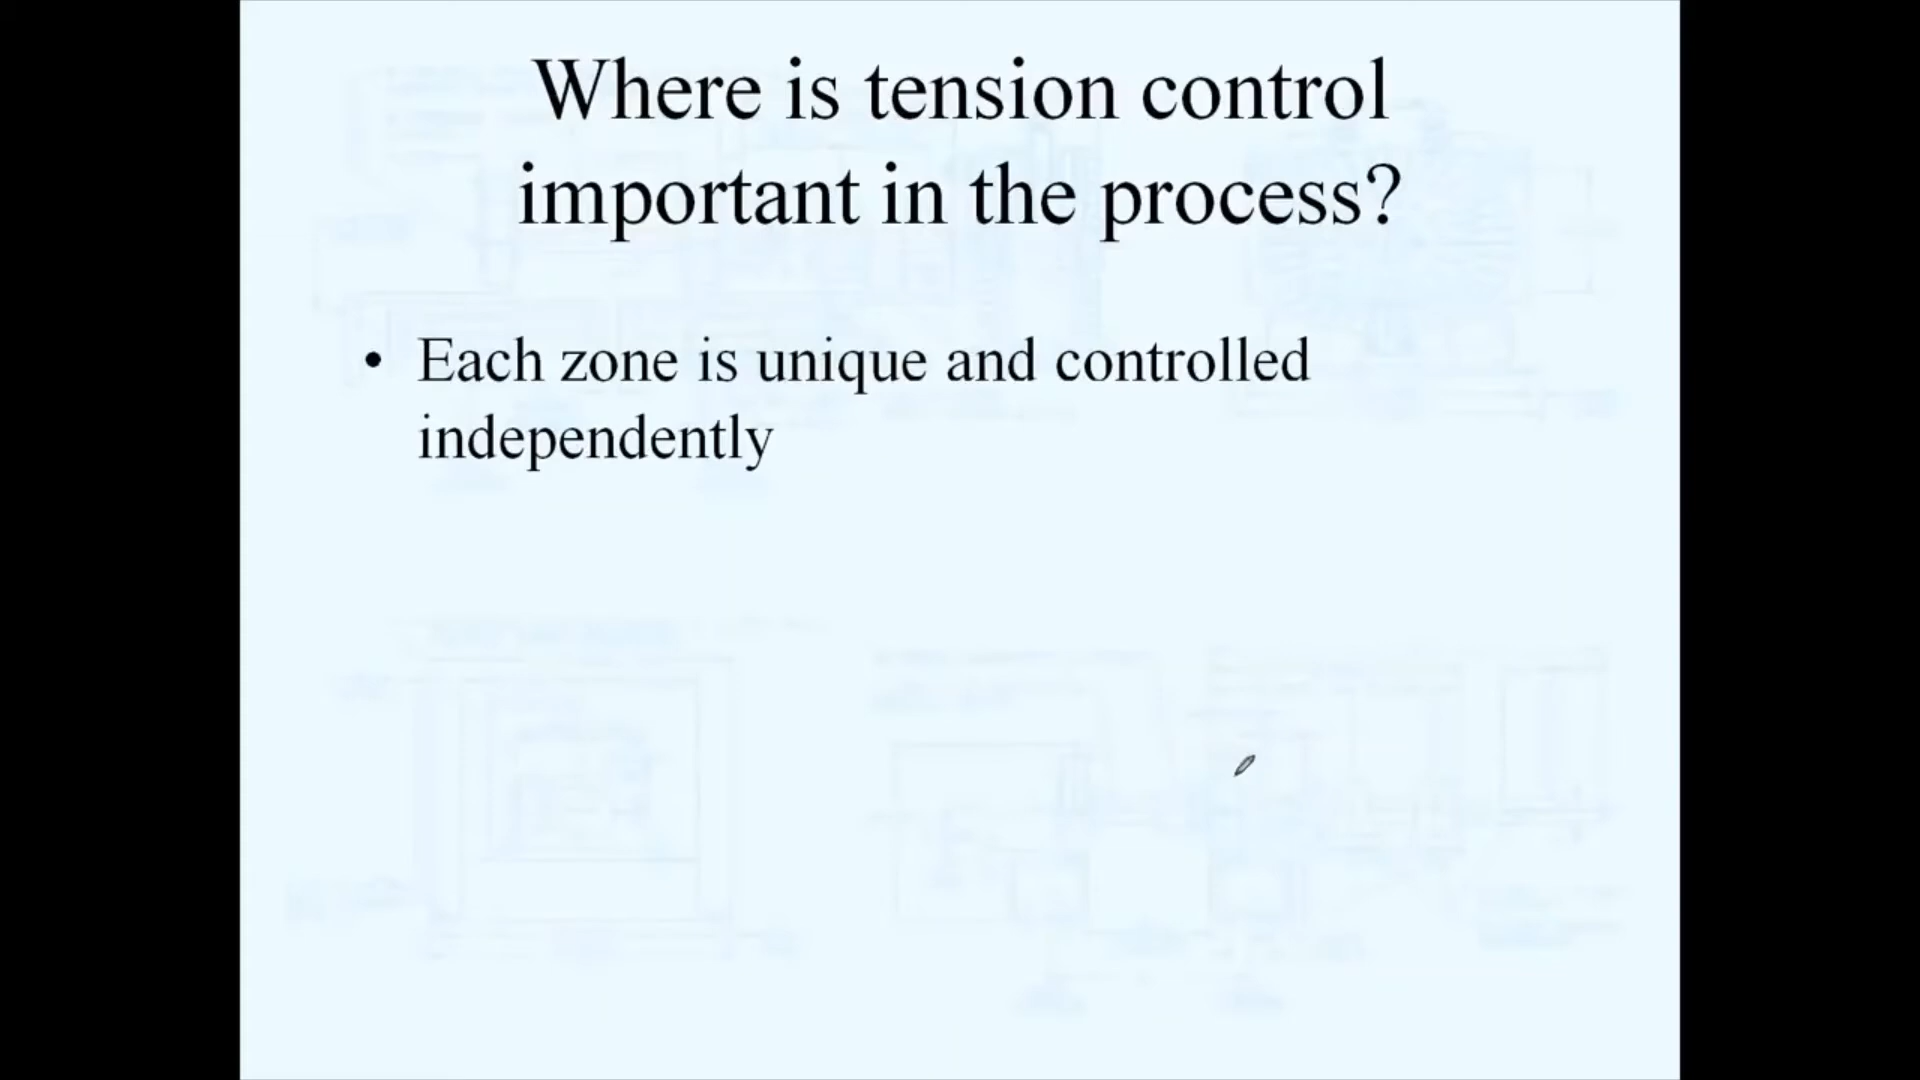 Where is tension control
important in the process?
• Each zone is unique and controlled
independently